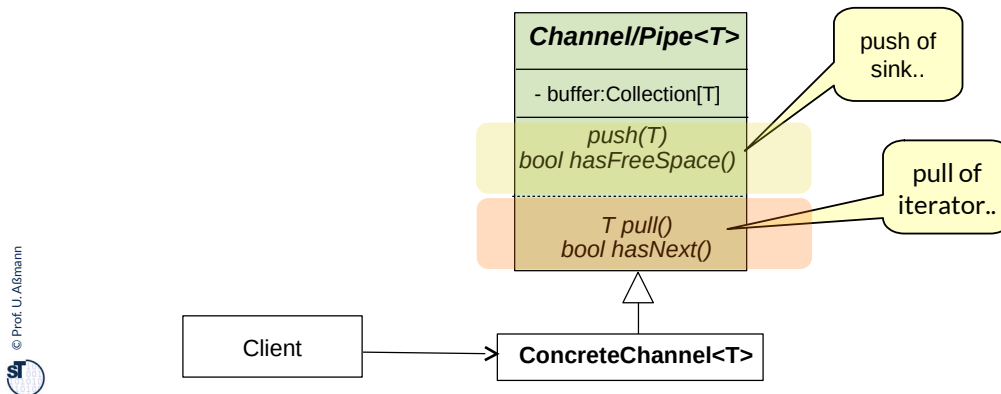 Channel/Pipe<T>
- buffer:Collection[T]
push(T)
bool hasFreeSpace()
T pull()
bool hasNext()
push of
sink..
pull of
iterator..
Client
ConcreteChannel<T>
© Prof. U. Aßmann
ST